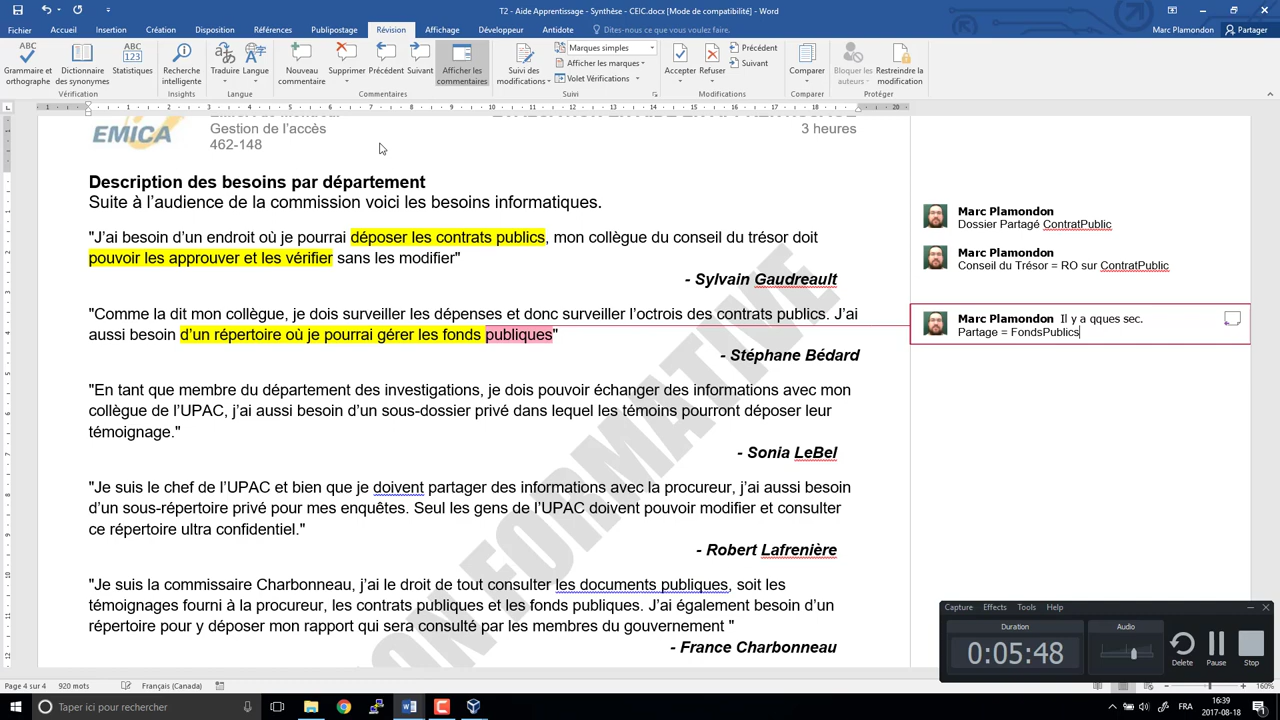 T2 - Aide Apprentissage - Synthèse - CEIC.docx [Mode de compatibilité] - Word
Fichier Accueil Insertion Création Disposition Références Publipostage Révision Affichage Développeur Antidote Dites-nous ce que vous voulez faire. Marc Plamondon Partager
ABC ABC
123
Grammaire et orthographe
Dictionnaire des synonymes
Statistiques
Recherche intelligente
Traduire Langue
Nouveau commentaire
Supprimer Précédent Suivant
Afficher les commentaires
Suivi des modifications
Marques simples
Afficher les marques
Volet Vérifications
Accepter Refuser
Précédent
Suivant
Comparer
Bloquer les auteurs
Restreindre la modification
Vérification Insights Langue Commentaires Suivi Modifications Comparer Protéger
EMICA
Gestion de l'accès 3 heures
462-148
Description des besoins par département
Suite à l'audience de la commission voici les besoins informatiques.
"J'ai besoin d'un endroit où je pourrai déposer les contrats publics, mon collègue du conseil du trésor doit
pouvoir les approuver et les vérifier sans les modifier"
- Sylvain Gaudreault
"Comme la dit mon collègue, je dois surveiller les dépenses et donc surveiller l'octrois des contrats publics. J'ai
aussi besoin d'un répertoire où je pourrai gérer les fonds publiques"
- Stéphane Bédard
"En tant que membre du département des investigations, je dois pouvoir échanger des informations avec mon
collègue de l'UPAC, j'ai aussi besoin d'un sous-dossier privé dans lequel les témoins pourront déposer leur
témoignage."
- Sonia LeBel
"Je suis le chef de l'UPAC et bien que je doivent partager des informations avec la procureur, j'ai aussi besoin
d'un sous-répertoire privé pour mes enquêtes. Seul les gens de l'UPAC doivent pouvoir modifier et consulter
ce répertoire ultra confidentiel."
- Robert Lafrenière
"Je suis la commissaire Charbonneau, j'ai le droit de tout consulter les documents publiques, soit les
témoignages fourni à la procureur, les contrats publiques et les fonds publiques. J'ai également besoin d'un
répertoire pour y déposer mon rapport qui sera consulté par les membres du gouvernement "
- France Charbonneau
ON FORMATIVE
Marc Plamondon
Dossier Partagé ContratPublic
Marc Plamondon
Conseil du Trésor = RO sur ContratPublic
Marc Plamondon Il y a qques sec.
Partage = FondsPublics
Capture Effects Tools Help
Duration Audio
0:05:48
Delete Pause Stop
Page 4 sur 4 920 mots Français (Canada) 160%
Taper ici pour rechercher
FRA
16:39
2017-08-18